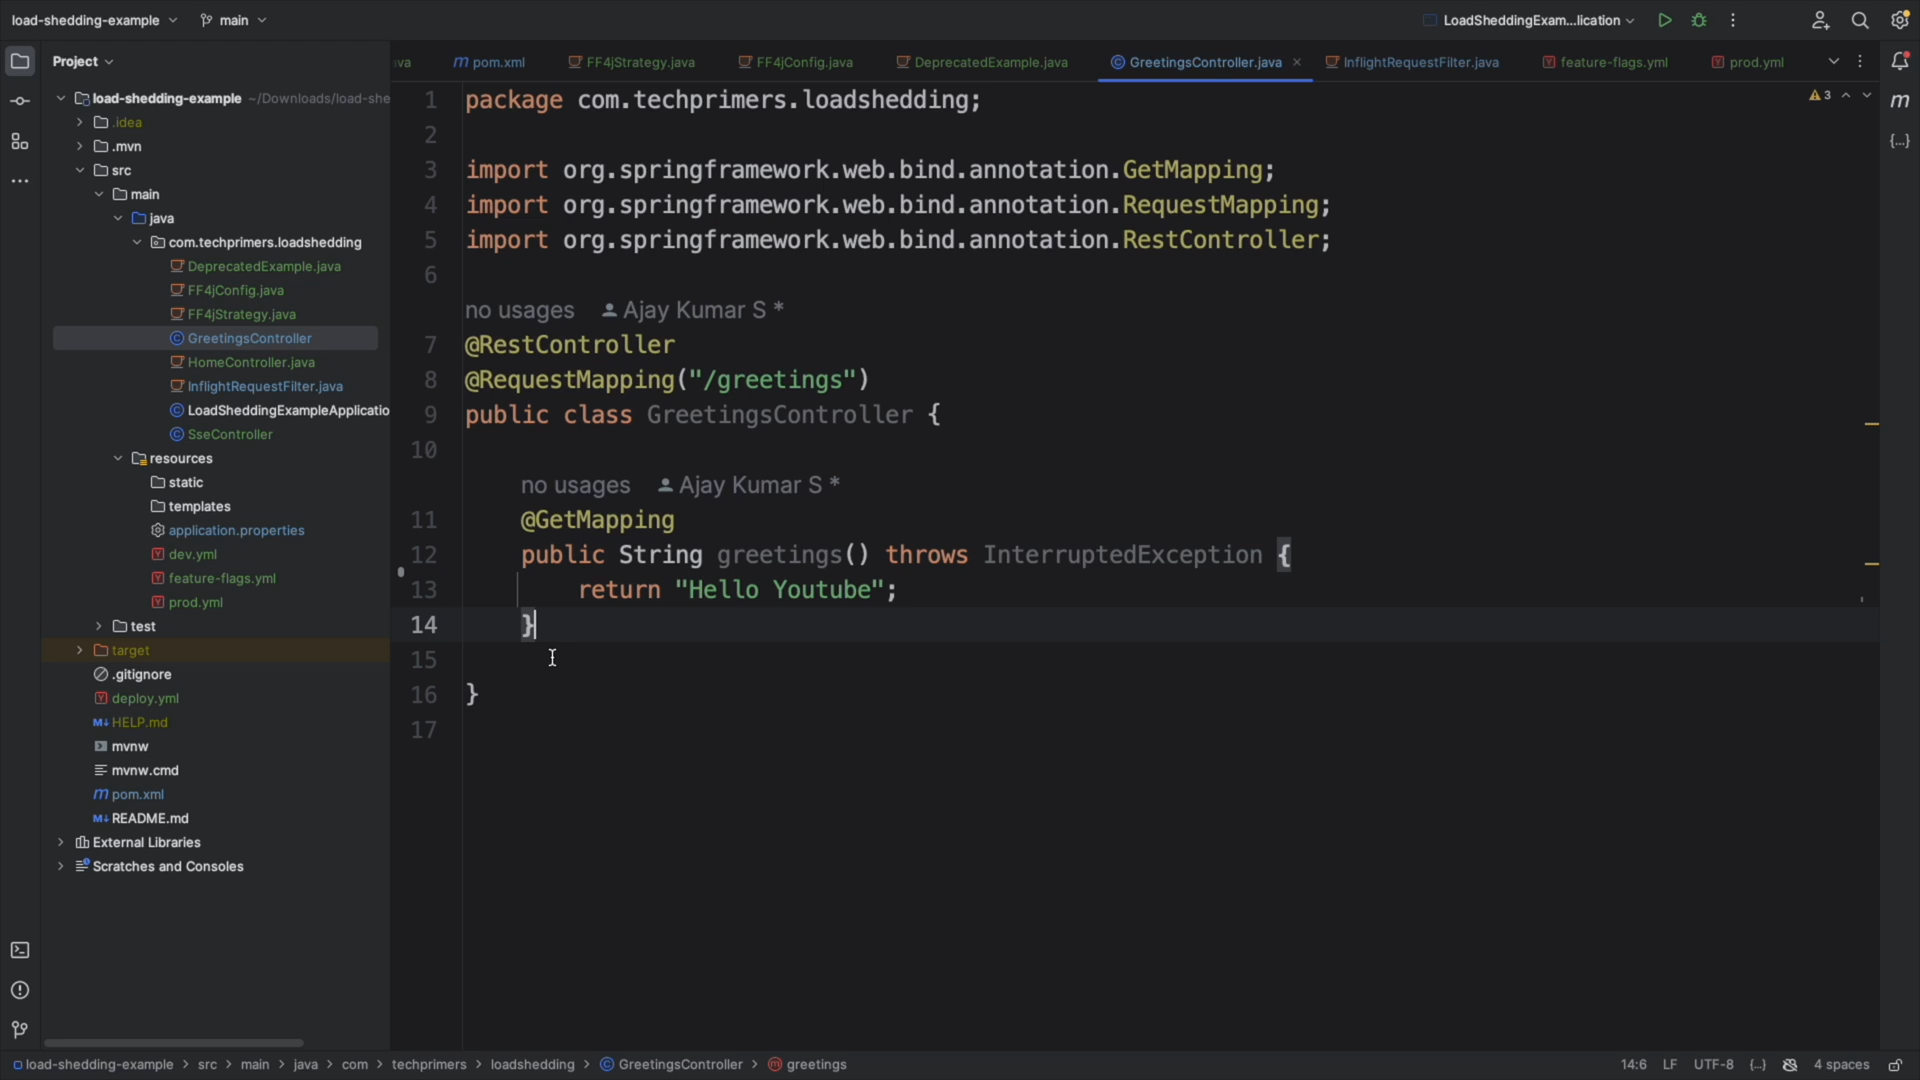 load-shedding-example
main
LoadSheddingExam...lication
Project
va
pom.xml
FF4jStrategy.java
FF4jConfig.java
DeprecatedExample.java
GreetingsController.java
InflightRequestFilter.java
feature-flags.yml
prod.yml
load-shedding-example ~/Downloads/load-she
.idea
.mvn
src
main
java
com.techprimers.loadshedding
DeprecatedExample.java
FF4jConfig.java
FF4jStrategy.java
GreetingsController
HomeController.java
InflightRequestFilter.java
LoadSheddingExampleApplicatio
SseController
resources
static
templates
application.properties
dev.yml
feature-flags.yml
prod.yml
test
target
.gitignore
deploy.yml
HELP.md
mvnw
mvnw.cmd
pom.xml
README.md
External Libraries
Scratches and Consoles
3
1 package com.techprimers.loadshedding;
2
3 import org.springframework.web.bind.annotation.GetMapping;
4 import org.springframework.web.bind.annotation.RequestMapping;
5 import org.springframework.web.bind.annotation.RestController;
6
no usages Ajay Kumar S *
7 @RestController
8 @RequestMapping("/greetings")
9 public class GreetingsController {
10
no usages Ajay Kumar S *
11 @GetMapping
12 public String greetings() throws InterruptedException {
13 return "Hello Youtube";
14 }
15
16 }
17
load-shedding-example > src > main > java > com > techprimers > loadshedding > GreetingsController > greetings
14:6 LF UTF-8 {...} 4 spaces